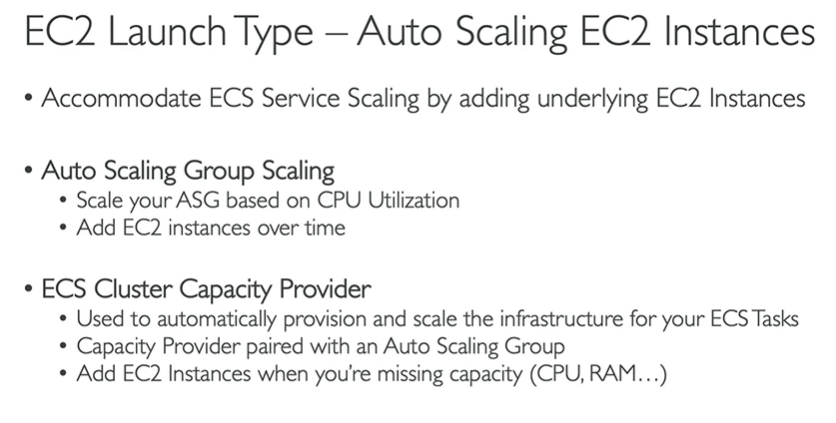 EC2 Launch Type – Auto Scaling EC2 Instances
• Accommodate ECS Service Scaling by adding underlying EC2 Instances
• Auto Scaling Group Scaling
• Scale your ASG based on CPU Utilization
• Add EC2 instances over time
• ECS Cluster Capacity Provider
• Used to automatically provision and scale the infrastructure for your ECS Tasks
• Capacity Provider paired with an Auto Scaling Group
• Add EC2 Instances when you're missing capacity (CPU, RAM…)